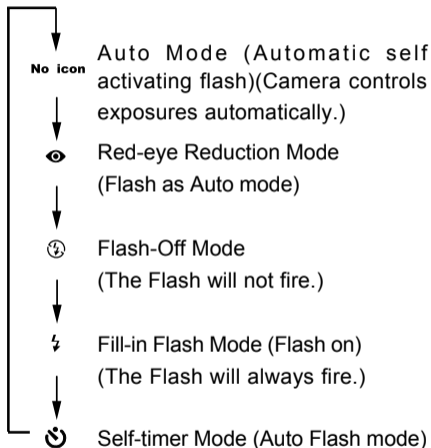 Auto Mode (Automatic self
No icon activating flash)(Camera controls
exposures automatically.)
Red-eye Reduction Mode
(Flash as Auto mode)
Flash-Off Mode
(The Flash will not fire.)
Fill-in Flash Mode (Flash on)
(The Flash will always fire.)
Self-timer Mode (Auto Flash mode)